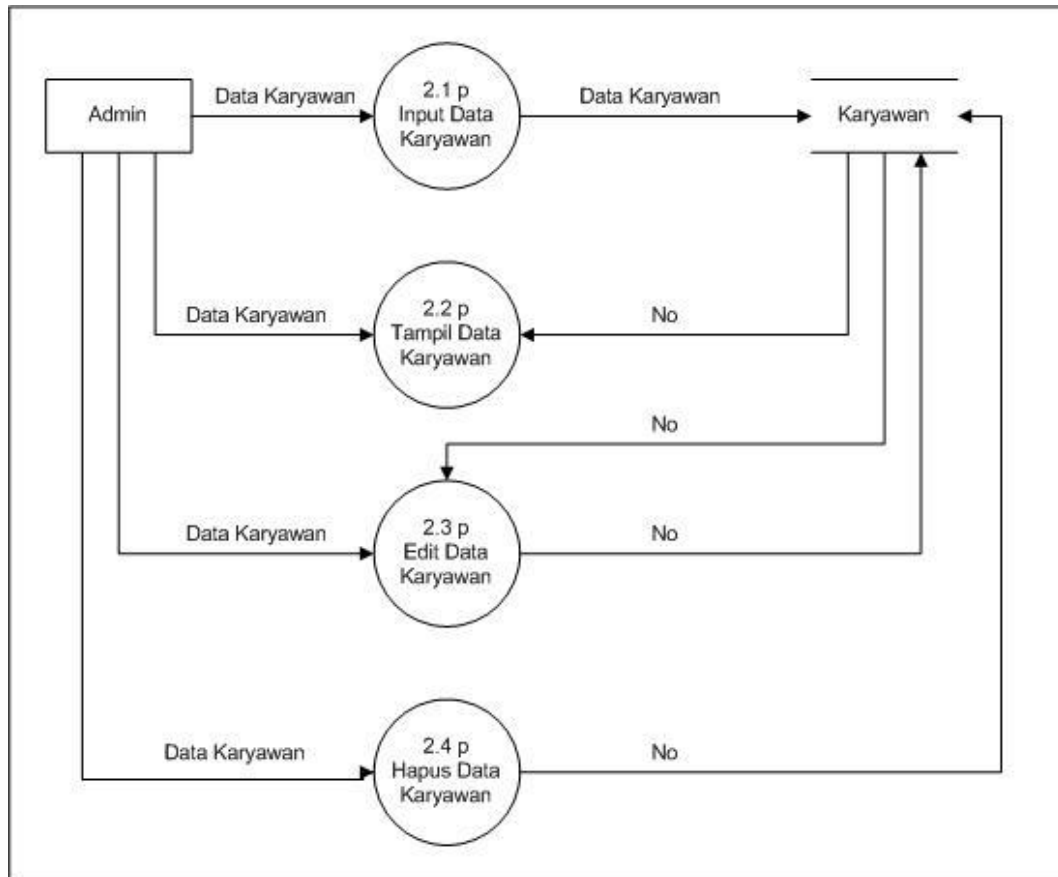 Admin
Data Karyawan
2.1 p
Input Data
Karyawan
Data Karyawan
Karyawan
Data Karyawan
2.2 p
Tampil Data
Karyawan
No
No
Data Karyawan
2.3 p
Edit Data
Karyawan
No
Data Karyawan
2.4 p
Hapus Data
Karyawan
No